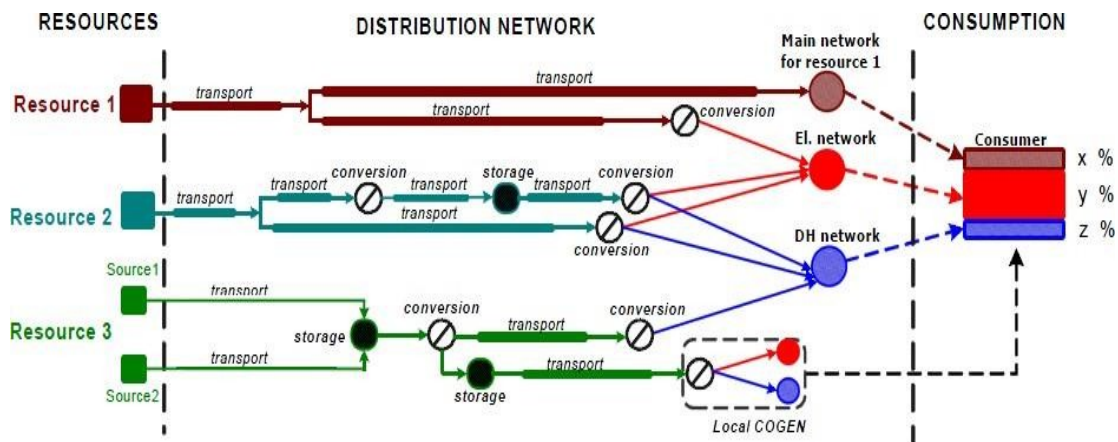 RESOURCES
DISTRIBUTION NETWORK
CONSUMPTION
Main network
for resource 1
transport
transport
Resource 1
transport
conversion
El. network
Consumer
x %
y %
z %
conversion
storage
conversion
transport
transport
transport
transport
Resource 2
transport
conversion
DH network
Source1
transport
conversion
conversion
Resource 3
storage
transport
transport
transport
Source2
storage
Local COGEN